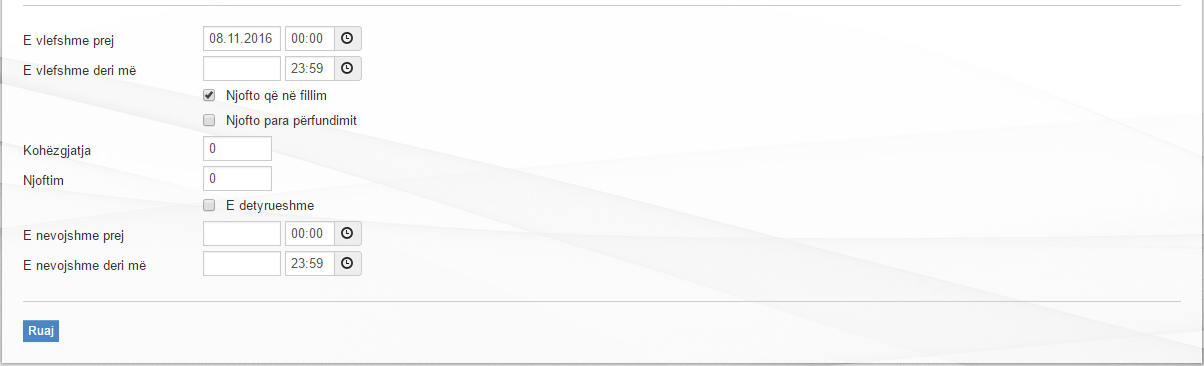 E vlefshme prej 08.11.2016 00:00
E vlefshme deri më 23:59
Njofto që në fillim
Njofto para përfundimit
Kohëzgjatja 0
Njoftim 0
E detyrueshme
E nevojshme prej 00:00
E nevojshme deri më 23:59
Ruaj